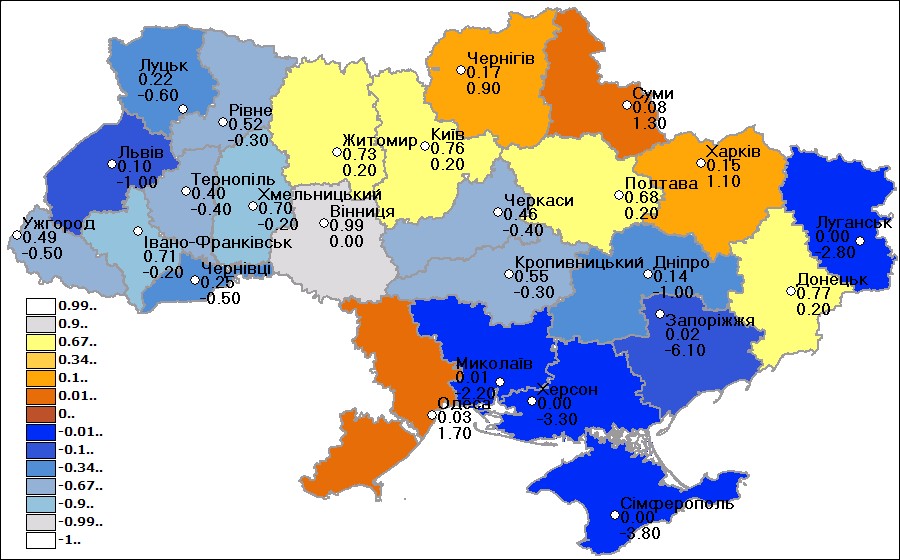 Чернігів
0.17
0.90
Луцьк
0.22
-0.60
Суми
0.08
1.30
Рівне
0.52
-0.30
Київ
0.76
0.20
Житомир
0.73
0.20
Харків
0.15
1.10
Львів
0.10
-1.00
Тернопіль
0.40
-0.40
Хмельницький
0.70
-0.20
Полтава
0.68
0.20
Вінниця
0.99
0.00
Черкаси
0.46
-0.40
Ужгород
0.49
-0.50
Луганськ
0.00
-2.80
Івано-Франківськ
0.71
-0.20
Чернівці
0.25
-0.50
Кропивницький
0.55
-0.30
Дніпро
0.14
-1.00
Донецьк
0.77
0.20
Запоріжжя
0.02
-6.10
Миколаїв
0.01
-2.20
Херсон
0.00
-3.30
Одеса
0.03
1.70
Сімферополь
0.00
-3.80
0.99..
0.9..
0.67..
0.34..
0.1..
0.01..
0..
-0.01..
-0.1..
-0.34..
-0.67..
-0.9..
-0.99..
-1..